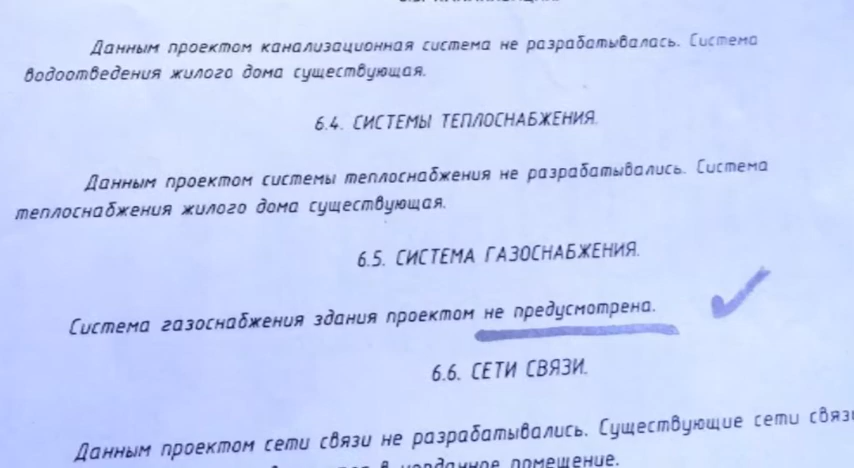 Данным проектом канализационная система не разрабатывалась. Система
водоотведения жилого дома существующая.
6.4. СИСТЕМЫ ТЕПЛОСНАБЖЕНИЯ.
Данным проектом системы теплоснабжения не разрабатывались. Система
теплоснабжения жилого дома существующая.
6.5. СИСТЕМА ГАЗОСНАБЖЕНИЯ.
Система газоснабжения здания проектом не предусмотрена.
6.6. СЕТИ СВЯЗИ.
Данным проектом сети связи не разрабатывались. Существующие сети связи
помещение.